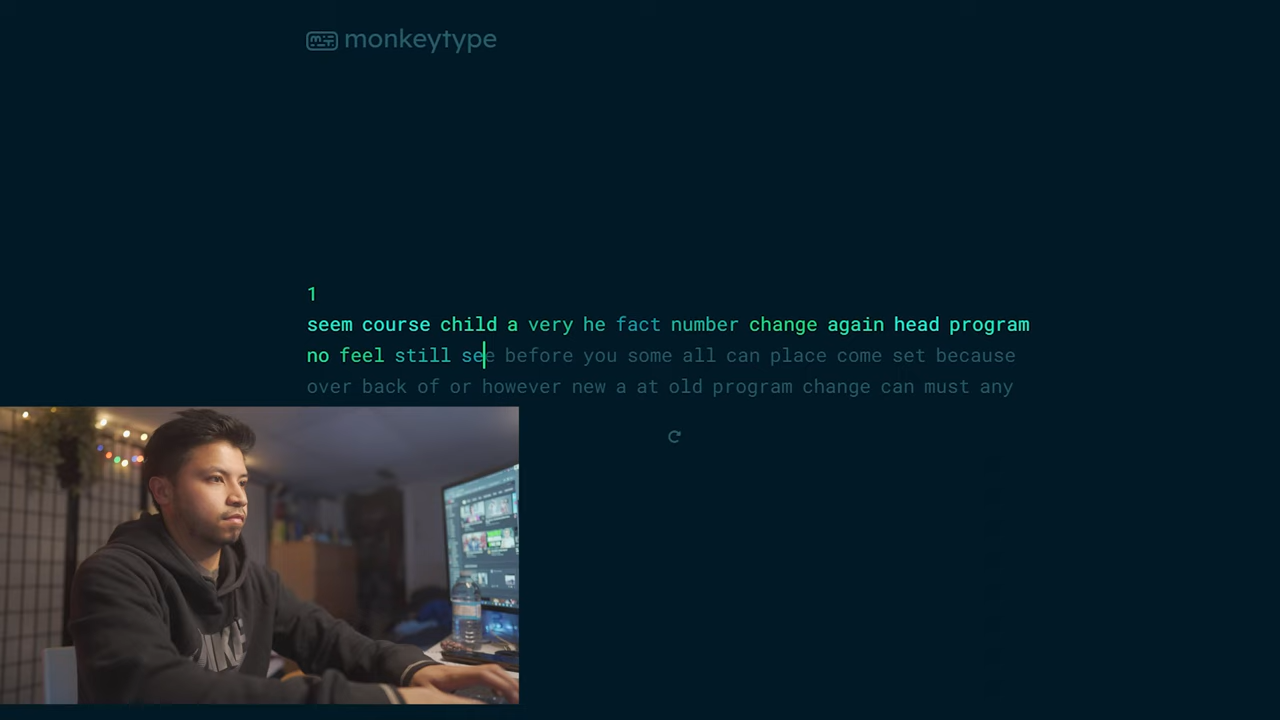 monkeytype
1
seem course child a very he fact number change again head program
no feel still see before you some all can place come set because
over back of or however new a at old program change can must any